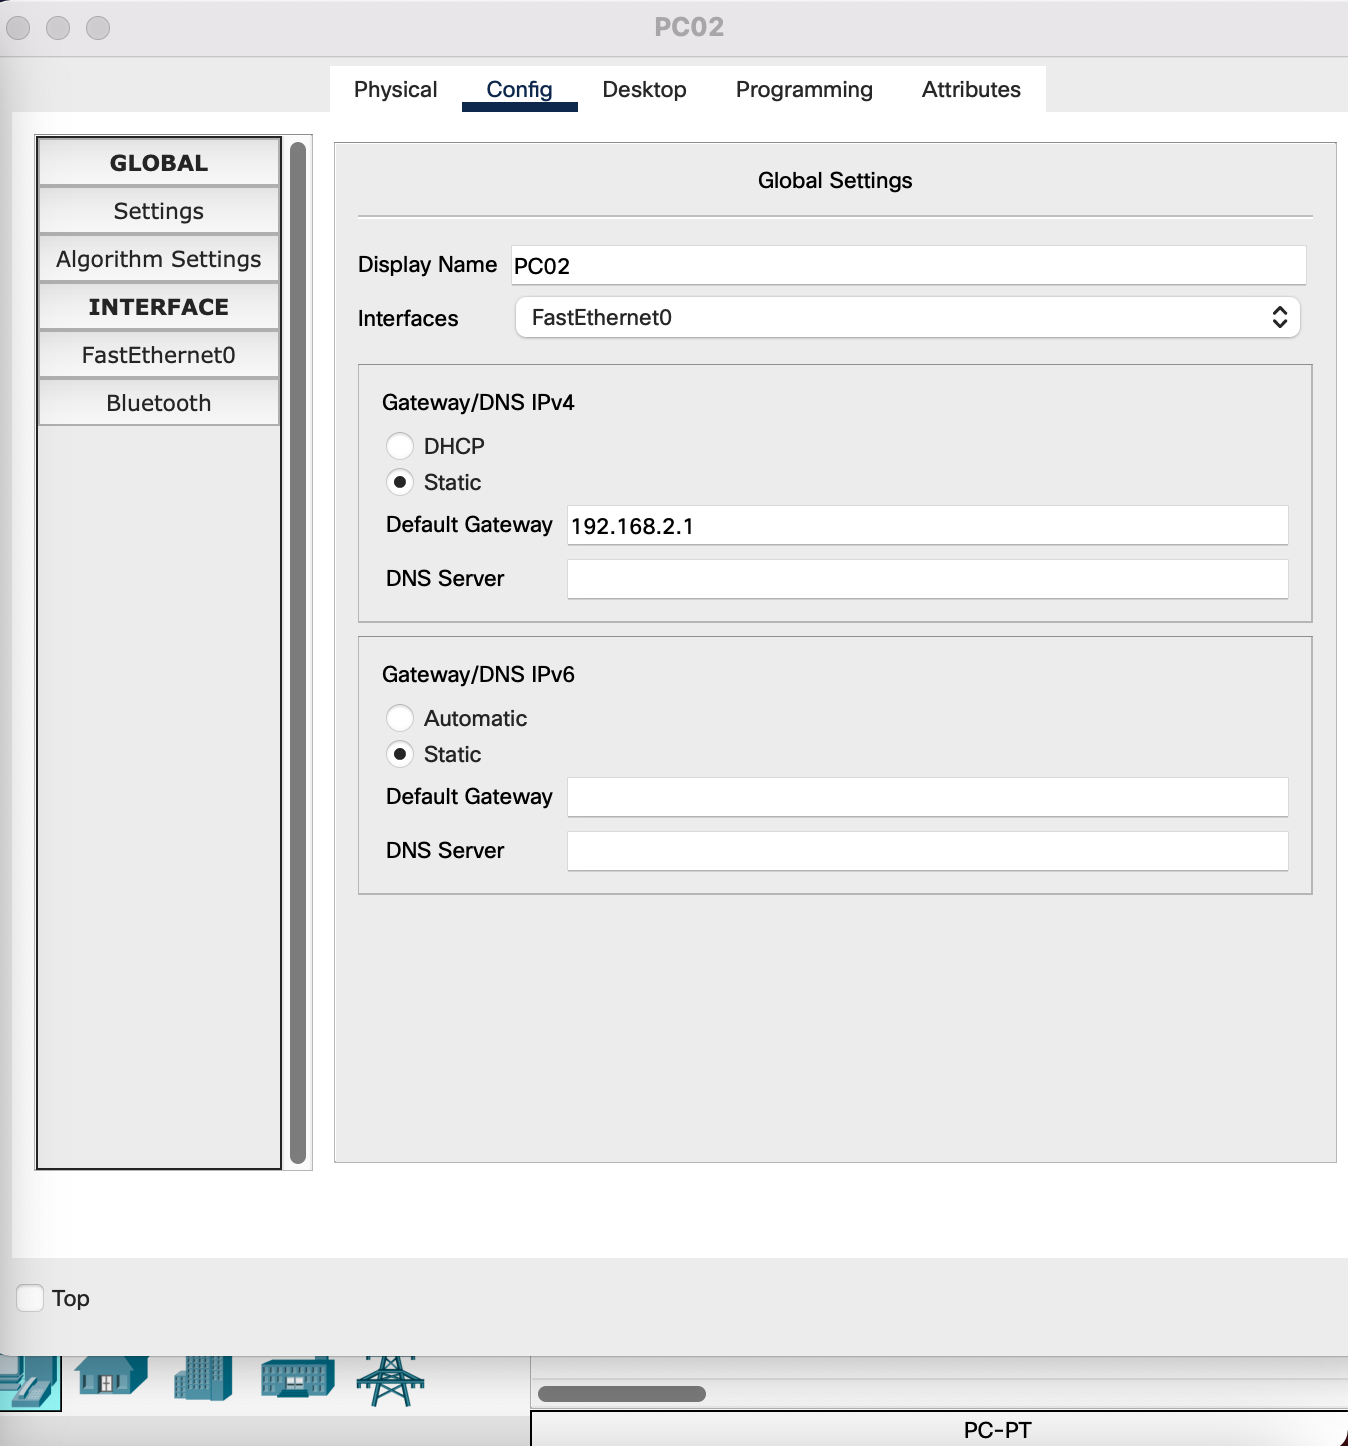 PC02
Physical Config Desktop Programming Attributes
GLOBAL
Settings
Algorithm Settings
INTERFACE
FastEthernet0
Bluetooth
Global Settings
Display Name PC02
Interfaces FastEthernet0
Gateway/DNS IPv4
DHCP
Static
Default Gateway 192.168.2.1
DNS Server
Gateway/DNS IPv6
Automatic
Static
Default Gateway
DNS Server
Top
PC-PT